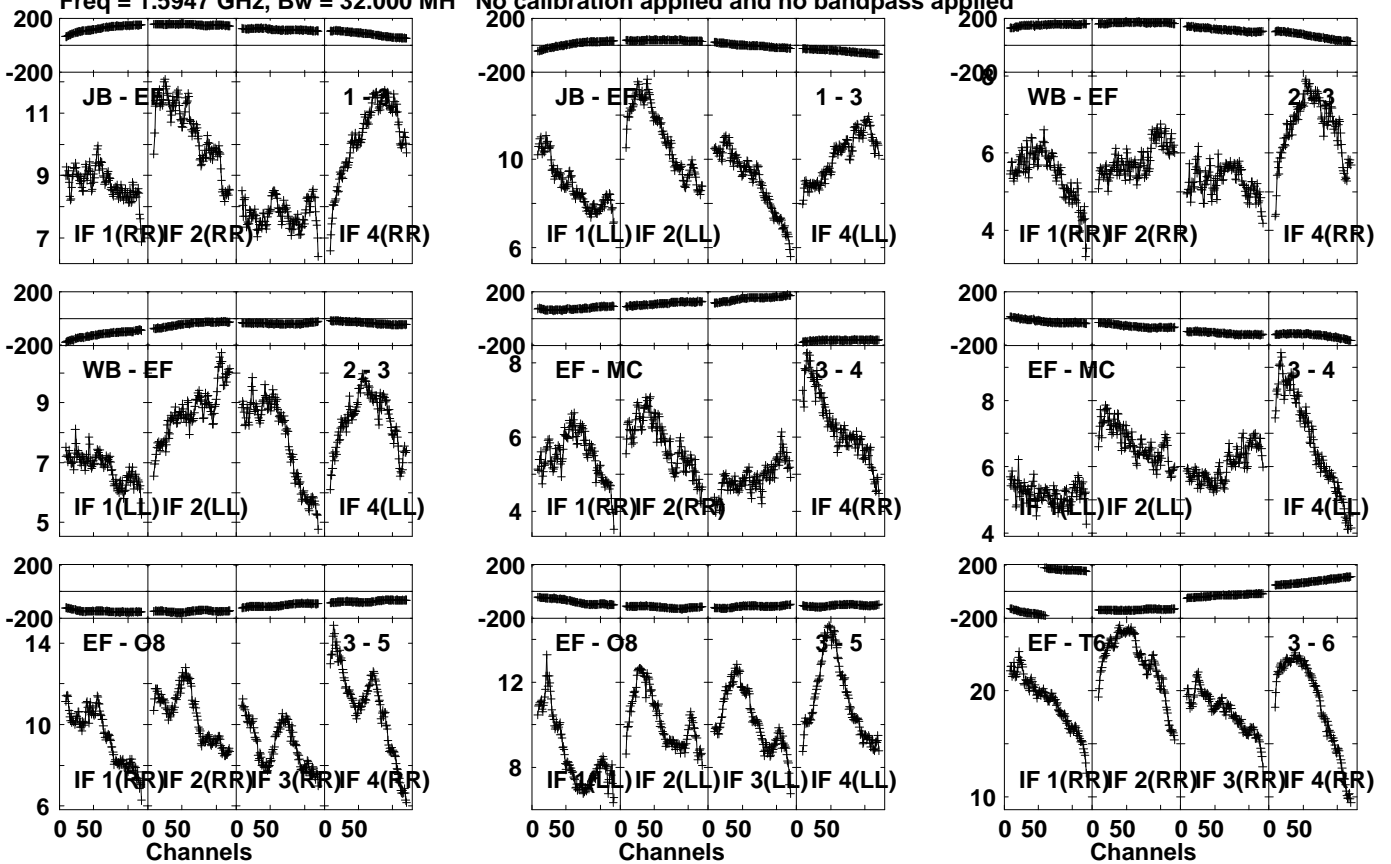 Freq = 1.5947 GHz, Bw = 32.000 MH No calibration applied and no bandpass applied
200
-200
11
9
7
JB - EF 1 - 3
IF 1(RR) IF 2(RR) IF 4(RR)
10
6
JB - EF 1 - 3
IF 1(LL) IF 2(LL) IF 4(LL)
200
-200
8
6
4
WB - EF 2 - 3
IF 1(RR) IF 2(RR) IF 4(RR)
200
-200
9
7
5
WB - EF 2 - 3
IF 1(LL) IF 2(LL) IF 4(LL)
200
-200
8
6
4
EF - MC 3 - 4
IF 1(RR) IF 2(RR) IF 4(RR)
200
-200
8
6
4
EF - MC 3 - 4
IF 1(LL) IF 2(LL) IF 4(LL)
200
-200
14
12
10
6
EF - O8 3 - 5
IF 1(RR) IF 2(RR) IF 3(RR) IF 4(RR)
0 50 0 50 0 50 0 50
Channels
200
-200
12
8
EF - O8 3 - 5
IF 1(LL) IF 2(LL) IF 3(LL) IF 4(LL)
0 50 0 50 0 50 0 50
Channels
200
-200
20
10
EF - T6 3 - 6
IF 1(RR) IF 2(RR) IF 3(RR) IF 4(RR)
0 50 0 50 0 50 0 50
Channels